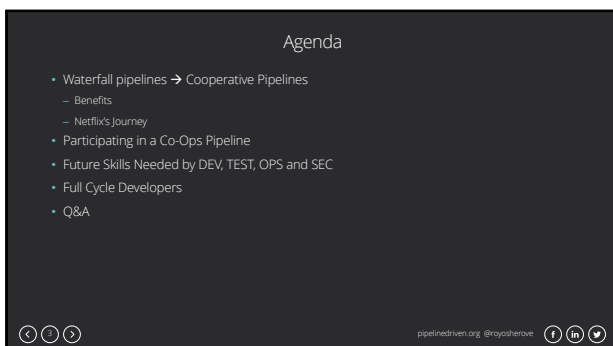 Agenda
• Waterfall pipelines → Cooperative Pipelines
– Benefits
– Netflix's Journey
• Participating in a Co-Ops Pipeline
• Future Skills Needed by DEV, TEST, OPS and SEC
• Full Cycle Developers
• Q&A
3
pipelinedriven.org @royosherove
f in